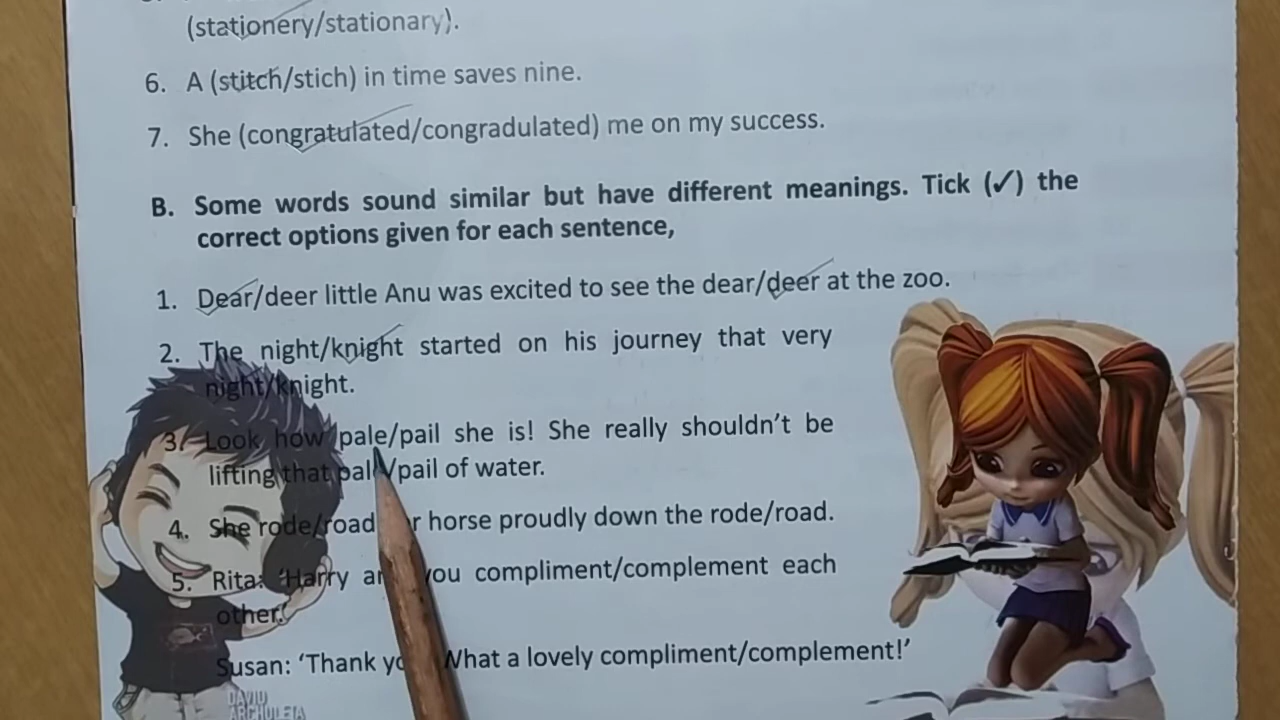 (stationery/stationary).
6. A (stitch/stich) in time saves nine.
7. She (congratulated/congradulated) me on my success.
B. Some words sound similar but have different meanings. Tick (✓) the
correct options given for each sentence,
1. Dear/deer little Anu was excited to see the dear/deer at the zoo.
2. The night/knight started on his journey that very
night/knight.
3. Look how pale/pail she is! She really shouldn't be
lifting that pale/pail of water.
4. She rode/road her horse proudly down the rode/road.
5. Rita: 'Harry and you compliment/complement each
other.'
Susan: 'Thank you! What a lovely compliment/complement!'
DAVID
ARCHULETA